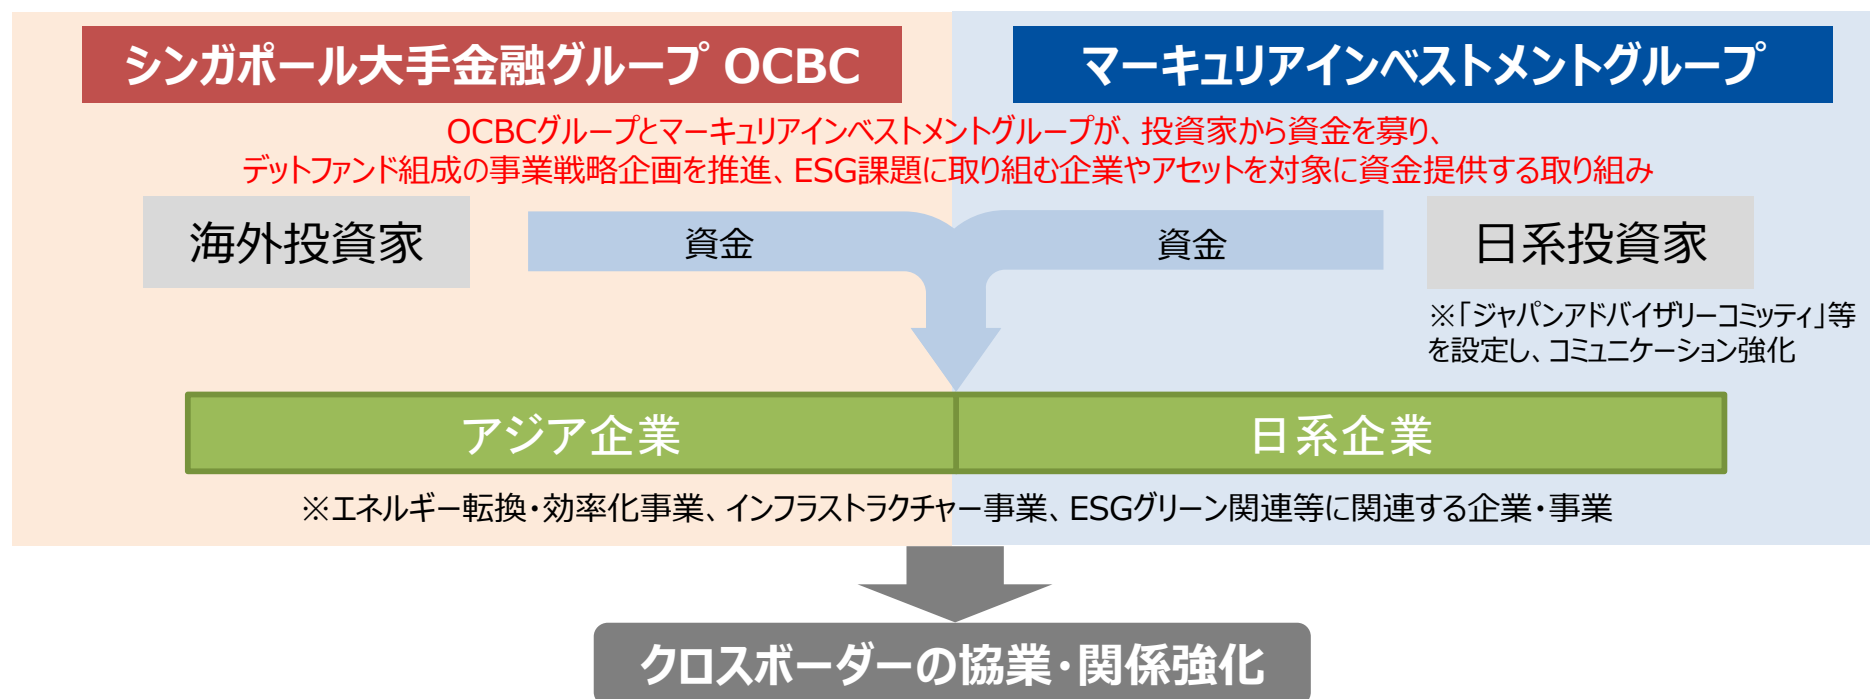 シンガポール大手金融グループ OCBC
マーキュリアインベストメントグループ
OCBCグループとマーキュリアインベストメントグループが、投資家から資金を募り、
デットファンド組成の事業戦略企画を推進、ESG課題に取り組む企業やアセットを対象に資金提供する取り組み
海外投資家
資金
資金
日系投資家
※「ジャパンアドバイザリーコミッティ」等
を設定し、コミュニケーション強化
アジア企業
日系企業
※エネルギー転換・効率化事業、インフラストラクチャー事業、ESGグリーン関連等に関連する企業・事業
クロスボーダーの協業・関係強化